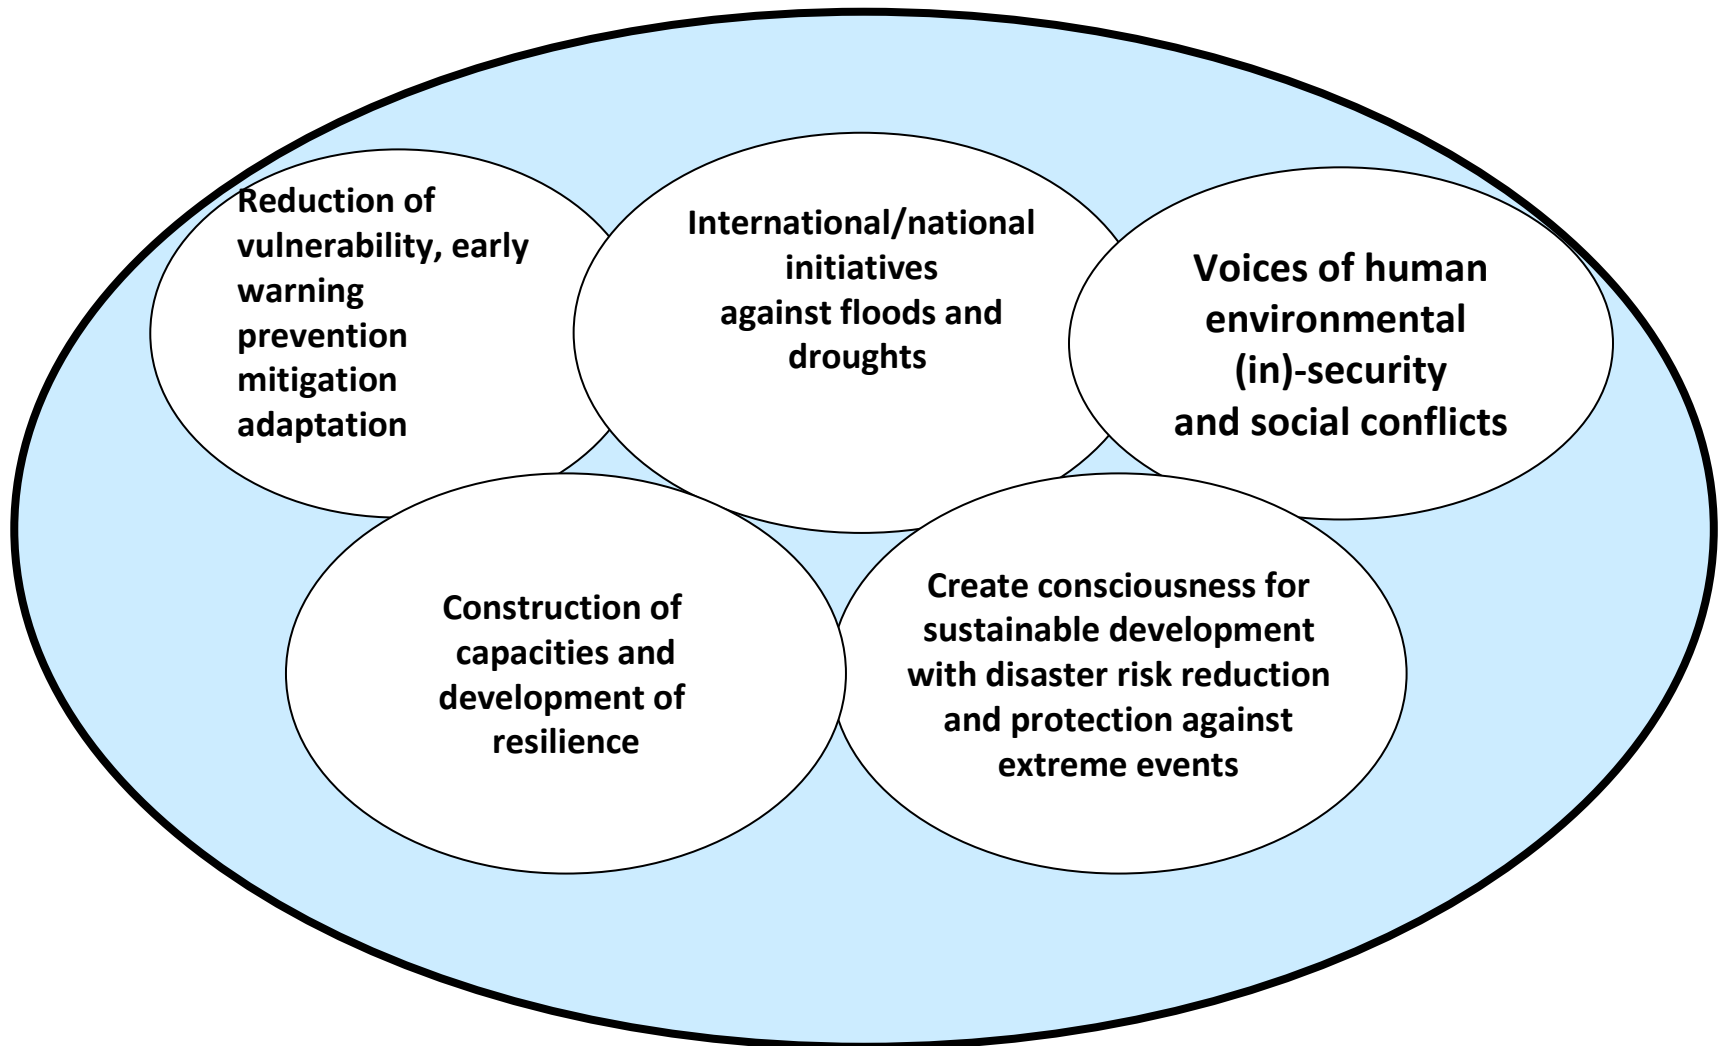 Reduction of
vulnerability, early
warning
prevention
mitigation
adaptation
International/national
initiatives
against floods and
droughts
Voices of human
environmental
(in)-security
and social conflicts
Construction of
capacities and
development of
resilience
Create consciousness for
sustainable development
with disaster risk reduction
and protection against
extreme events